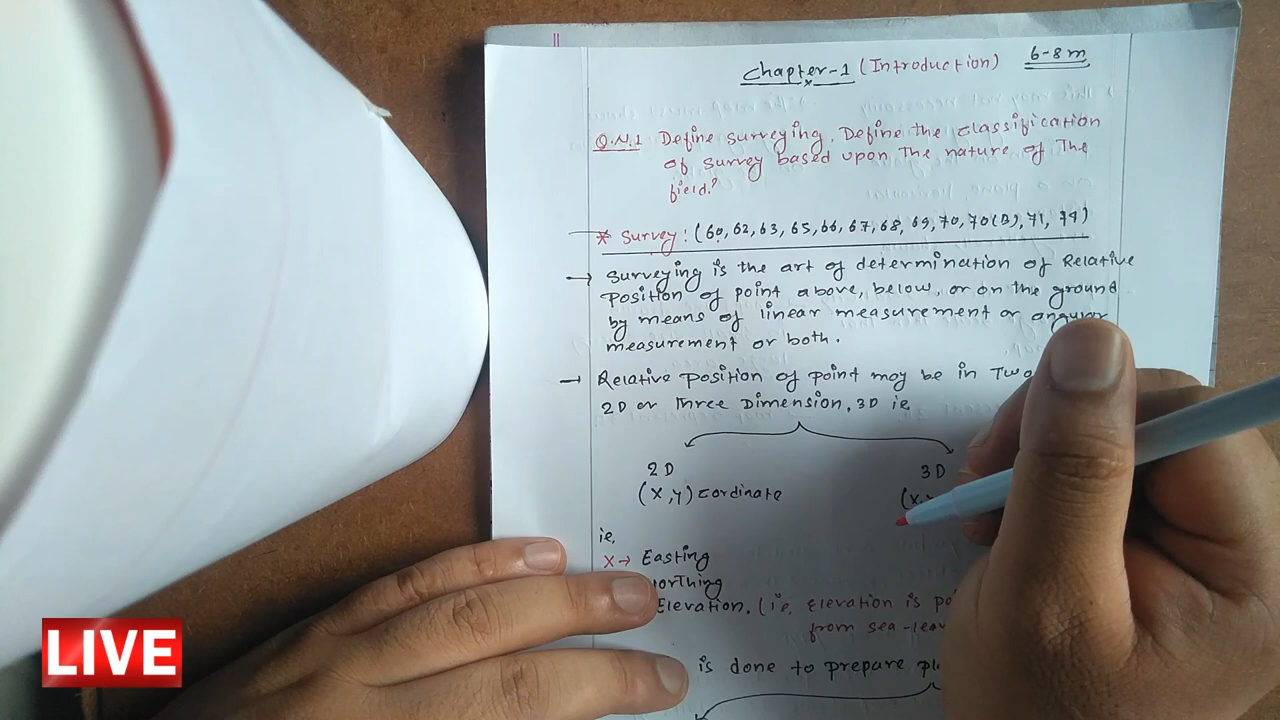 Chapter-1 (Introduction) 6-8m
Q.N.1 Define surveying. Define the classification
of survey based upon the nature of The
field?
* Survey: (60, 62, 63, 65, 66, 67, 68, 69, 70, 70(B), 71, 74)
→ Surveying is the art of determination of Relative
Position of point above, below, or on the ground
by means of linear measurement or angular
measurement or both.
→ Relative position of point may be in Two
2D or Three Dimension, 3D ie
2D 3D
(X,Y) cordinate (X,
ie,
X → Easting
Northing
Elevation. (i.e, Elevation is
from sea-
is done to prepare
LIVE